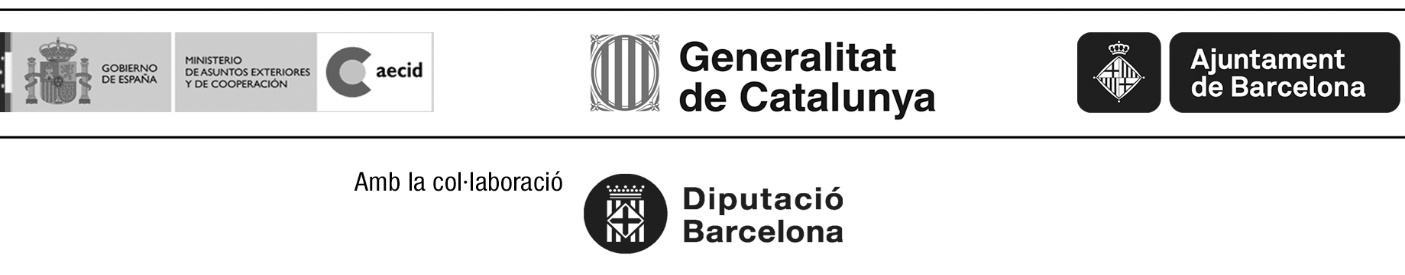 GOBIERNO
DE ESPAÑA
MINISTERIO
DE ASUNTOS EXTERIORES
Y DE COOPERACIÓN
aecid
Generalitat
de Catalunya
Ajuntament
de Barcelona
Amb la col·laboració
Diputació
Barcelona